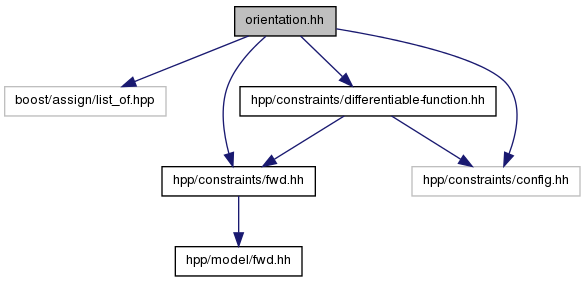 orientation.hh
boost/assign/list_of.hpp
hpp/constraints/differentiable-function.hh
hpp/constraints/fwd.hh
hpp/constraints/config.hh
hpp/model/fwd.hh